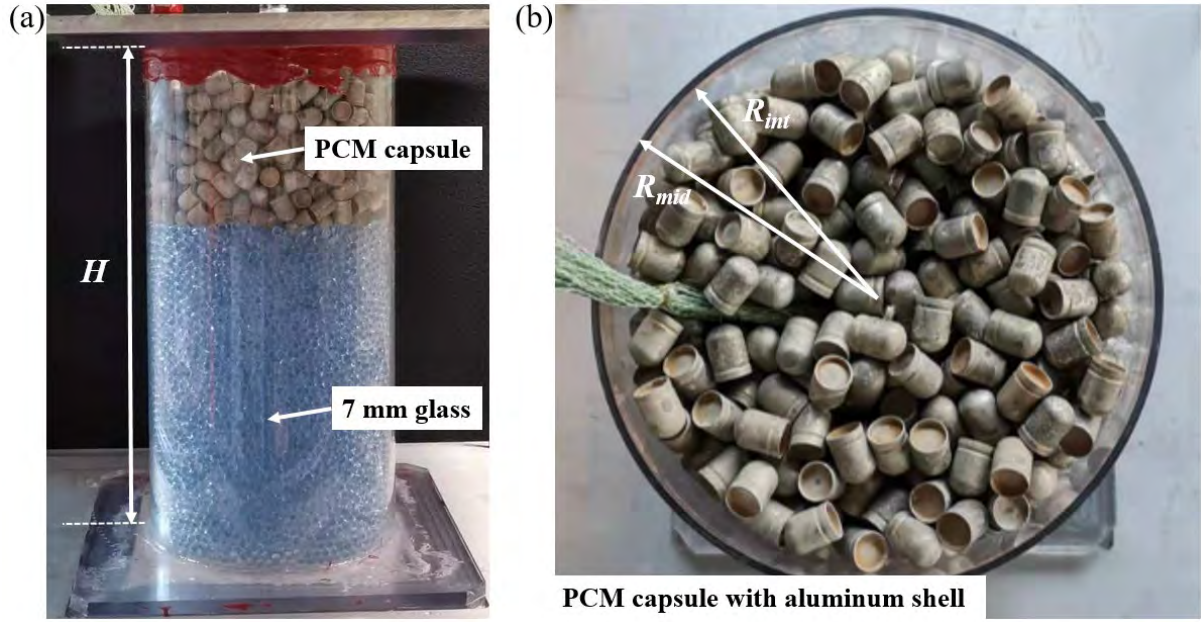 (a)
PCM capsule
H
7 mm glass
(b)
R_int
R_mid
PCM capsule with aluminum shell